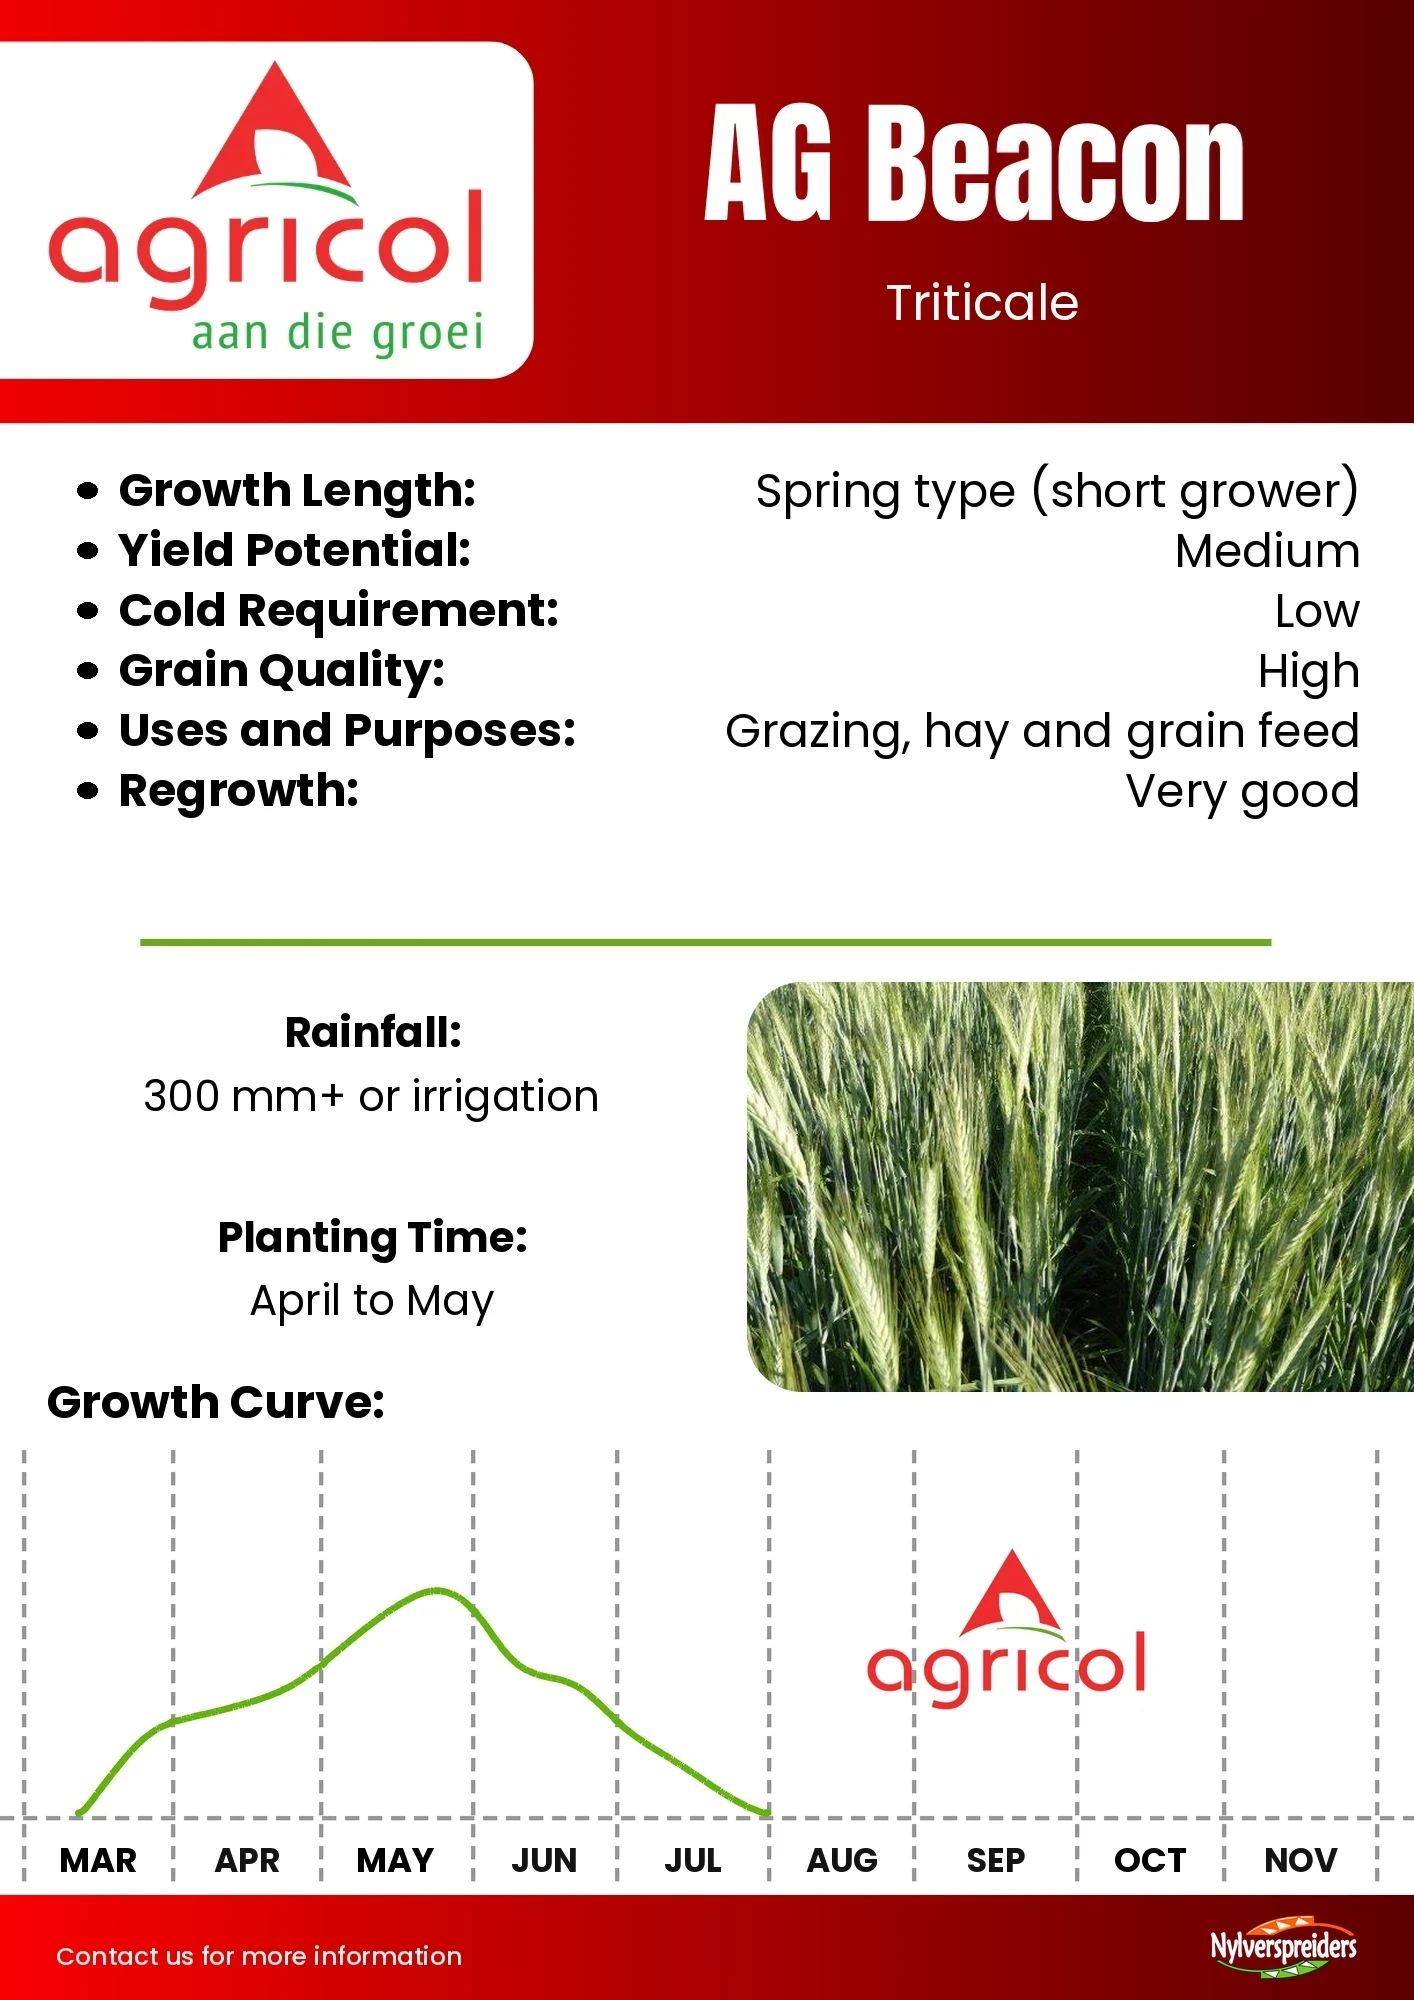 agricol
aan die groei
AG Beacon
Triticale
Growth Length: Spring type (short grower)
Yield Potential: Medium
Cold Requirement: Low
Grain Quality: High
Uses and Purposes: Grazing, hay and grain feed
Regrowth: Very good
Rainfall:
300 mm+ or irrigation
Planting Time:
April to May
Growth Curve:
agricol
MAR APR MAY JUN JUL AUG SEP OCT NOV
Contact us for more information
Nylverspreiders